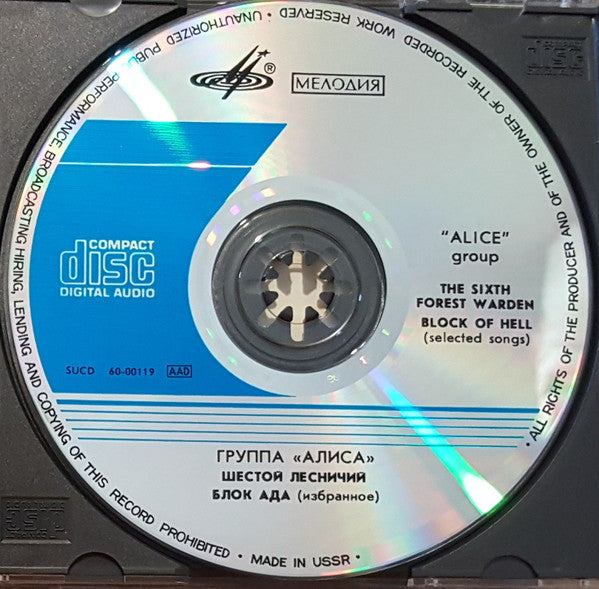 · ALL RIGHTS OF THE PRODUCER AND OF THE OWNER OF THE RECORDED WORK RESERVED · UNAUTHORIZED PUBLIC PERFORMANCE, BROADCASTING HIRING, LENDING AND COPYING OF THIS RECORD PROHIBITED · MADE IN USSR ·
®
МЕЛОДИЯ
COMPACT
disc
DIGITAL AUDIO
"ALICE"
group
THE SIXTH
FOREST WARDEN
BLOCK OF HELL
(selected songs)
SUCD 60-00119 AAD
ГРУППА «АЛИСА»
ШЕСТОЙ ЛЕСНИЧИЙ
БЛОК АДА (избранное)